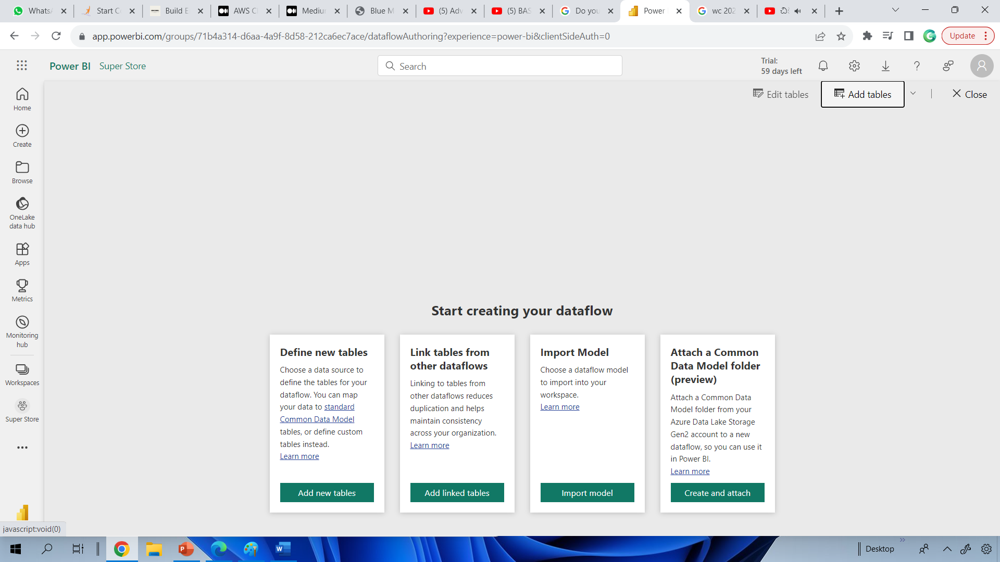 WhatsA
Start C
Build E
AWS Cl
Mediu
Blue M
(5) Adv
(5) BAS
Do you
Power
wc 202
app.powerbi.com/groups/71b4a314-d6aa-4a9f-8d58-212ca6ec7ace/dataflowAuthoring?experience=power-bi&clientSideAuth=0
Update
Power BI Super Store
Search
Trial:
59 days left
Edit tables
Add tables
Close
Home
Create
Browse
OneLake
data hub
Apps
Metrics
Monitoring
hub
Workspaces
Super Store
Start creating your dataflow
Define new tables
Choose a data source to
define the tables for your
dataflow. You can map
your data to standard
Common Data Model
tables, or define custom
tables instead.
Learn more
Add new tables
Link tables from
other dataflows
Linking to tables from
other dataflows reduces
duplication and helps
maintain consistency
across your organization.
Learn more
Add linked tables
Import Model
Choose a dataflow model
to import into your
workspace.
Learn more
Import model
Attach a Common
Data Model folder
(preview)
Attach a Common Data
Model folder from your
Azure Data Lake Storage
Gen2 account to a new
dataflow, so you can use it
in Power BI.
Learn more
Create and attach
javascript:void(0)
Desktop